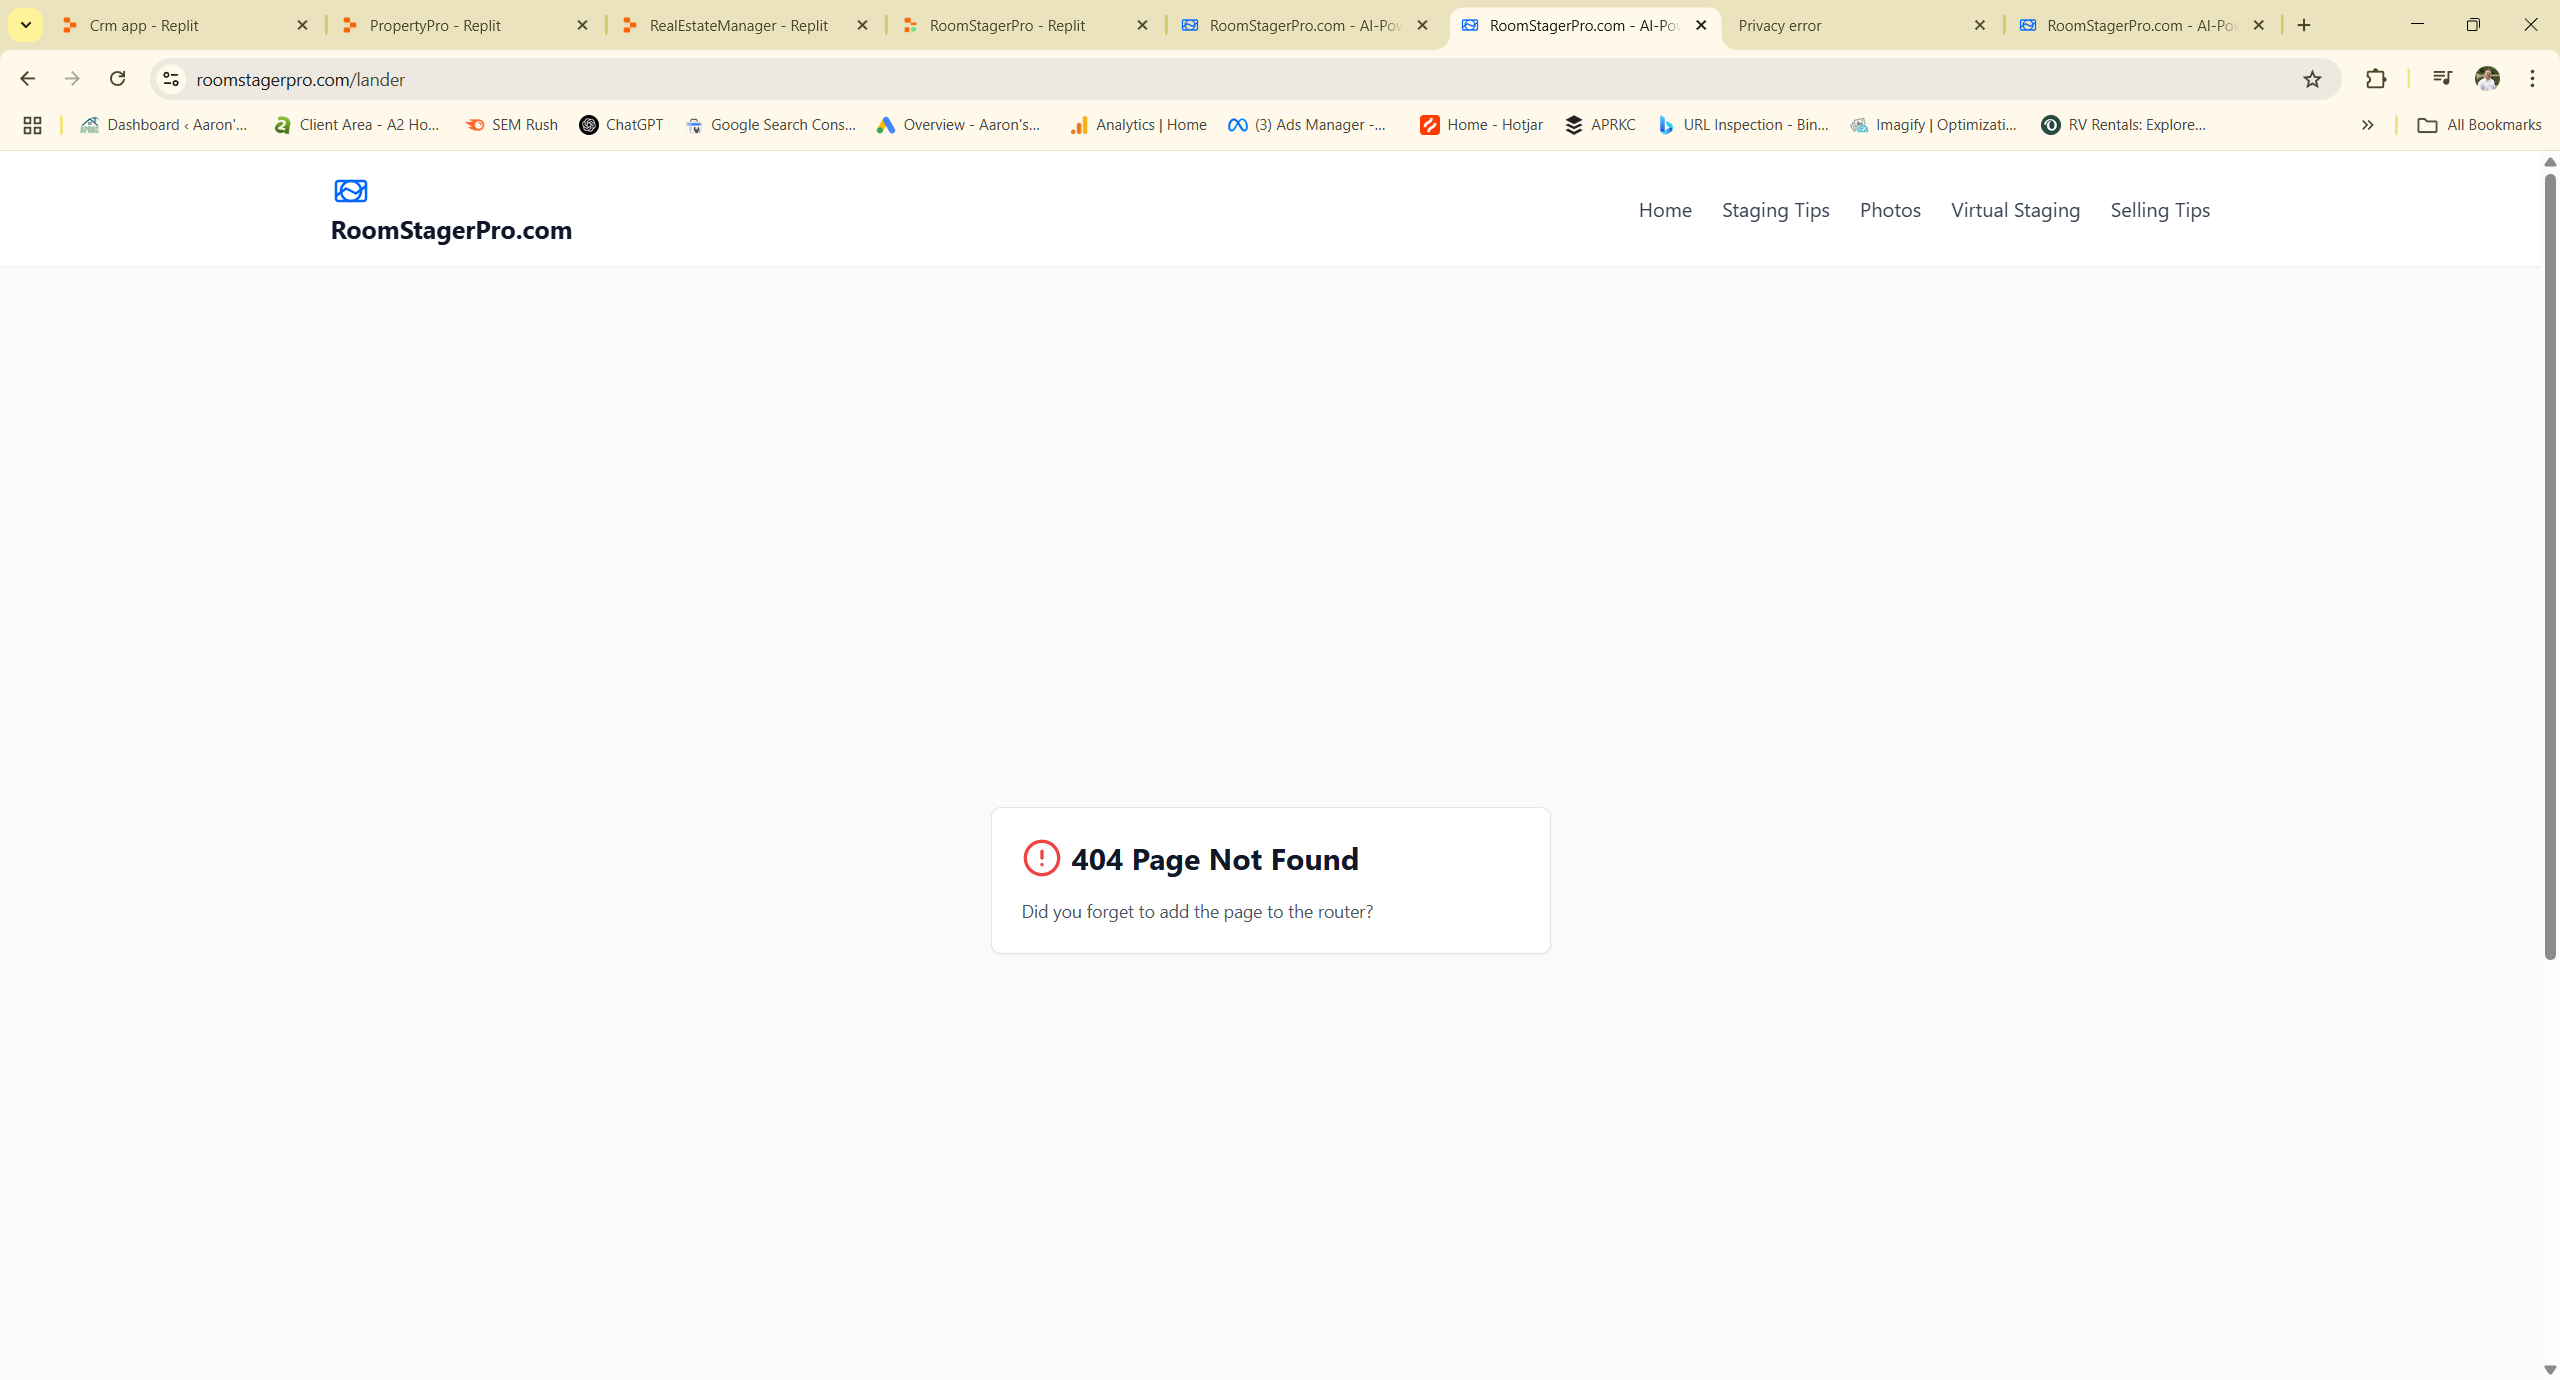 Crm app - Replit
PropertyPro - Replit
RealEstateManager - Replit
RoomStagerPro - Replit
RoomStagerPro.com - AI-Po
RoomStagerPro.com - AI-Po
Privacy error
RoomStagerPro.com - AI-Po
roomstagerpro.com/lander
Dashboard ‹ Aaron'...
Client Area - A2 Ho...
SEM Rush
ChatGPT
Google Search Cons...
Overview - Aaron's...
Analytics | Home
(3) Ads Manager -...
Home - Hotjar
APRKC
URL Inspection - Bin...
Imagify | Optimizati...
RV Rentals: Explore...
All Bookmarks
RoomStagerPro.com
Home
Staging Tips
Photos
Virtual Staging
Selling Tips
404 Page Not Found
Did you forget to add the page to the router?